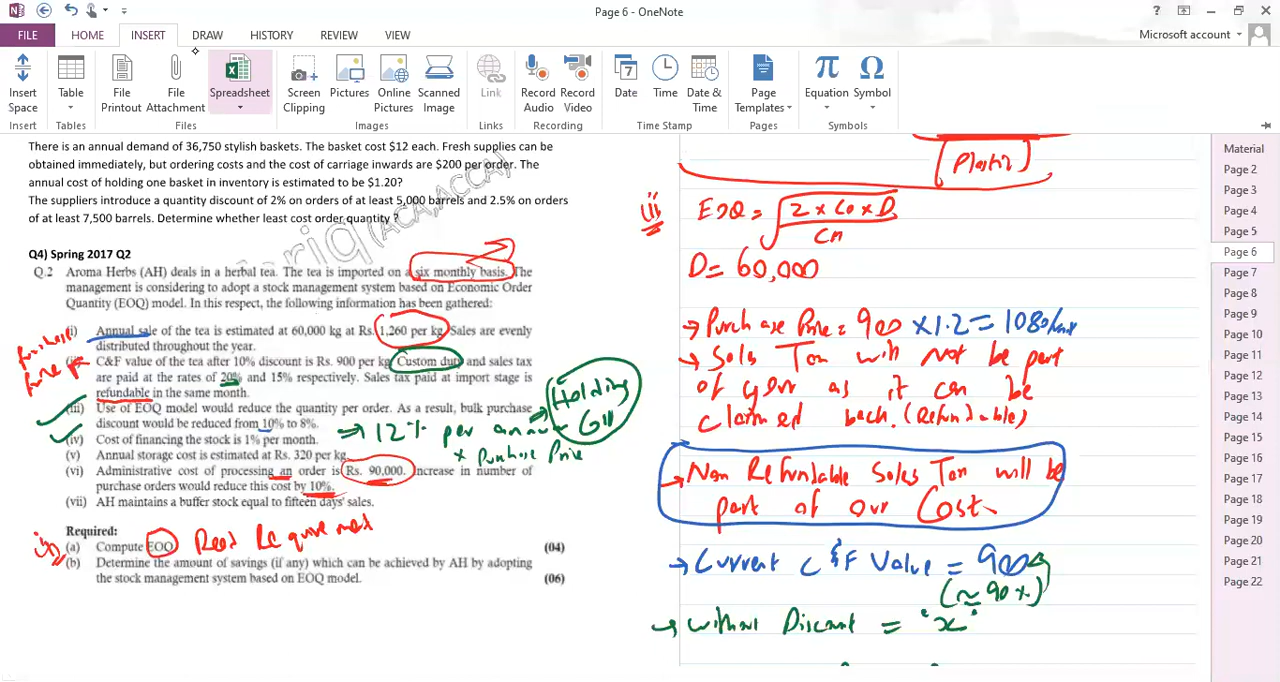 Page 6 - OneNote
FILE HOME INSERT DRAW HISTORY REVIEW VIEW
Microsoft account
Insert Space
Table
File Printout
File Attachment
Spreadsheet
Screen Clipping
Pictures
Online Pictures
Scanned Image
Link
Record Audio
Record Video
Date
Time
Date & Time
Page Templates
Equation
Symbol
Insert Tables Files Images Links Recording Time Stamp Pages Symbols
There is an annual demand of 36,750 stylish baskets. The basket cost $12 each. Fresh supplies can be
obtained immediately, but ordering costs and the cost of carriage inwards are $200 per order. The
annual cost of holding one basket in inventory is estimated to be $1.20?
The suppliers introduce a quantity discount of 2% on orders of at least 5,000 barrels and 2.5% on orders
of at least 7,500 barrels. Determine whether least cost order quantity ?
(ACA,ACCA)
Q4) Spring 2017 Q2
Q.2 Aroma Herbs (AH) deals in a herbal tea. The tea is imported on a six monthly basis. The
management is considering to adopt a stock management system based on Economic Order
Quantity (EOQ) model. In this respect, the following information has been gathered:
(i) Annual sale of the tea is estimated at 60,000 kg at Rs. 1,260 per kg. Sales are evenly
distributed throughout the year.
C&F value of the tea after 10% discount is Rs. 900 per kg. Custom duty and sales tax
are paid at the rates of 20% and 15% respectively. Sales tax paid at import stage is
refundable in the same month.
(iii) Use of EOQ model would reduce the quantity per order. As a result, bulk purchase
discount would be reduced from 10% to 8%.
(iv) Cost of financing the stock is 1% per month.
(v) Annual storage cost is estimated at Rs. 320 per kg.
(vi) Administrative cost of processing an order is Rs. 90,000. Increase in number of
purchase orders would reduce this cost by 10%.
(vii) AH maintains a buffer stock equal to fifteen days' sales.
Required:
(a) Compute EOQ. (04)
(b) Determine the amount of savings (if any) which can be achieved by AH by adopting
the stock management system based on EOQ model. (06)
Purchase
Price
Holding
⇒ 12% per annum
x Purchase Price
Read Requirement
[Plastic]
(ii) EOQ = √ 2 x Co x D
CH
D = 60,000
→ Purchase Price = 900 x 1.2 = 1080/
→ Sales Tax will not be part
of your as it can be
claimed back. (Refundable)
→ Non Refundable Sales Tax will be
part of our Cost
→ Current C&F Value = 900
(≈ 90%)
→ Without Discount = 'x'
Material
Page 2
Page 3
Page 4
Page 5
Page 6
Page 7
Page 8
Page 9
Page 10
Page 11
Page 12
Page 13
Page 14
Page 15
Page 16
Page 17
Page 18
Page 19
Page 20
Page 21
Page 22